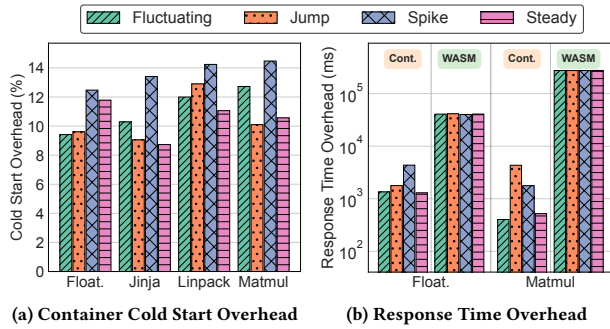 Fluctuating Jump Spike Steady
Cold Start Overhead (%)
14
12
10
8
6
4
2
0
Float. Jinja Linpack Matmul
(a) Container Cold Start Overhead
Response Time Overhead (ms)
Cont. WASM Cont. WASM
10^5
10^4
10^3
10^2
Float. Matmul
(b) Response Time Overhead